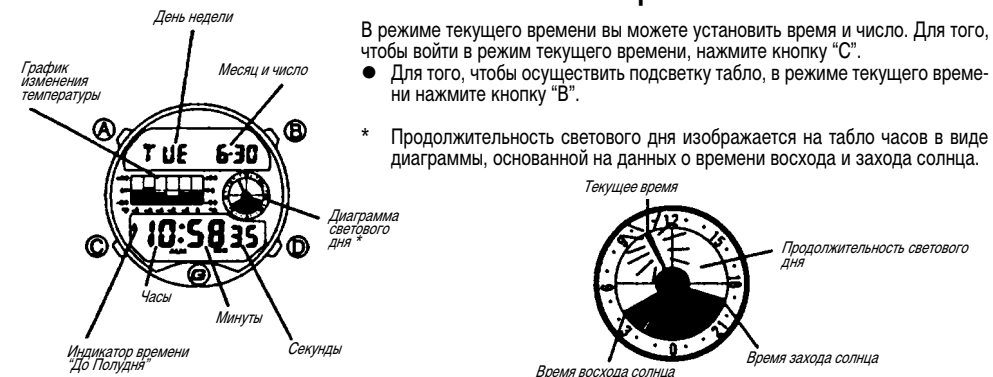 День недели
График
изменения
температуры
Месяц и число
A
B
TUE 6-30
Диаграмма
светового
дня *
10:58 35
C
D
G
Часы
Минуты
Секунды
Индикатор времени
“До Полудня”
В режиме текущего времени вы можете установить время и число. Для того,
чтобы войти в режим текущего времени, нажмите кнопку “С”.
● Для того, чтобы осуществить подсветку табло, в режиме текущего време-
ни нажмите кнопку “В”.
* Продолжительность светового дня изображается на табло часов в виде
диаграммы, основанной на данных о времени восхода и захода солнца.
Текущее время
9 12 15
6 18
3 0 21
Продолжительность светового
дня
Время восхода солнца
Время захода солнца